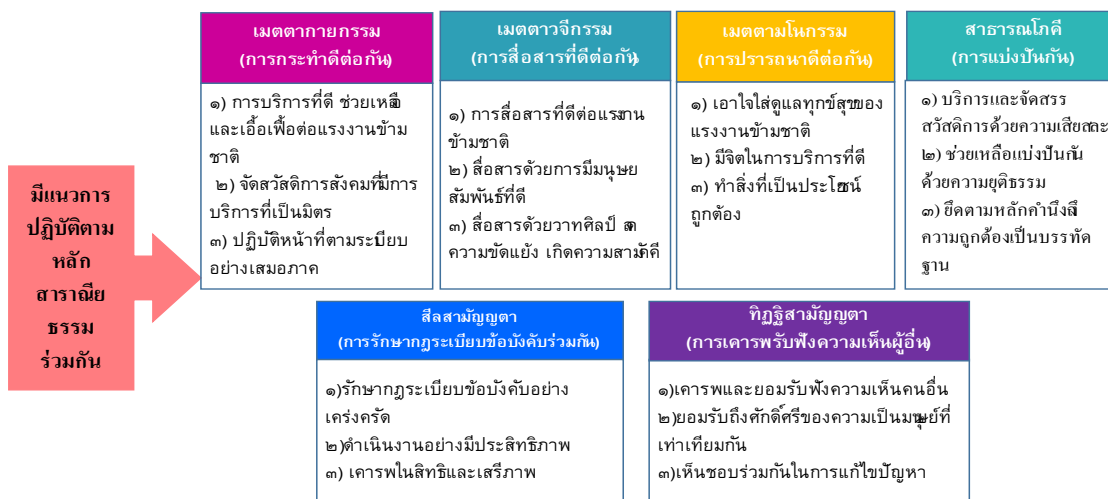 มีแนวการ
ปฏิบัติตาม
หลัก
สาราณีย
ธรรม
ร่วมกัน
เมตตากายกรรม
(การกระทำดีต่อกัน)
๑) การบริการที่ดี ช่วยเหลือ
และเอื้อเฟื้อต่อแรงงานข้าม
ชาติ
๒) จัดสวัสดิการสังคมที่มีการ
บริการที่เป็นมิตร
๓) ปฏิบัติหน้าที่ตามระเบียบ
อย่างเสมอภาค
เมตตาวจีกรรม
(การสื่อสารที่ดีต่อกัน)
๑) การสื่อสารที่ดีต่อแรงงาน
ข้ามชาติ
๒) สื่อสารด้วยการมีมนุษย
สัมพันธ์ที่ดี
๓) สื่อสารด้วยวาทศิลป์ ลด
ความขัดแย้ง เกิดความสามัคคี
เมตตามโนกรรม
(การปรารถนาดีต่อกัน)
๑) เอาใจใส่ดูแลทุกข์สุขของ
แรงงานข้ามชาติ
๒) มีจิตในการบริการที่ดี
๓) ทำสิ่งที่เป็นประโยชน์
ถูกต้อง
สาธารณโภคี
(การแบ่งปันกัน)
๑) บริการและจัดสรร
สวัสดิการด้วยความเสียสละ
๒) ช่วยเหลือแบ่งปันกัน
ด้วยความยุติธรรม
๓) ยึดตามหลักคำนึงถึง
ความถูกต้องเป็นบรรทัด
ฐาน
สีลสามัญญตา
(การรักษากฎระเบียบข้อบังคับร่วมกัน)
๑)รักษากฎระเบียบข้อบังคับอย่าง
เคร่งครัด
๒)ดำเนินงานอย่างมีประสิทธิภาพ
๓) เคารพในสิทธิและเสรีภาพ
ทิฏฐิสามัญญตา
(การเคารพรับฟังความเห็นผู้อื่น)
๑)เคารพและยอมรับฟังความเห็นคนอื่น
๒)ยอมรับถึงศักดิ์ศรีของความเป็นมนุษย์ที่
เท่าเทียมกัน
๓)เห็นชอบร่วมกันในการแก้ไขปัญหา